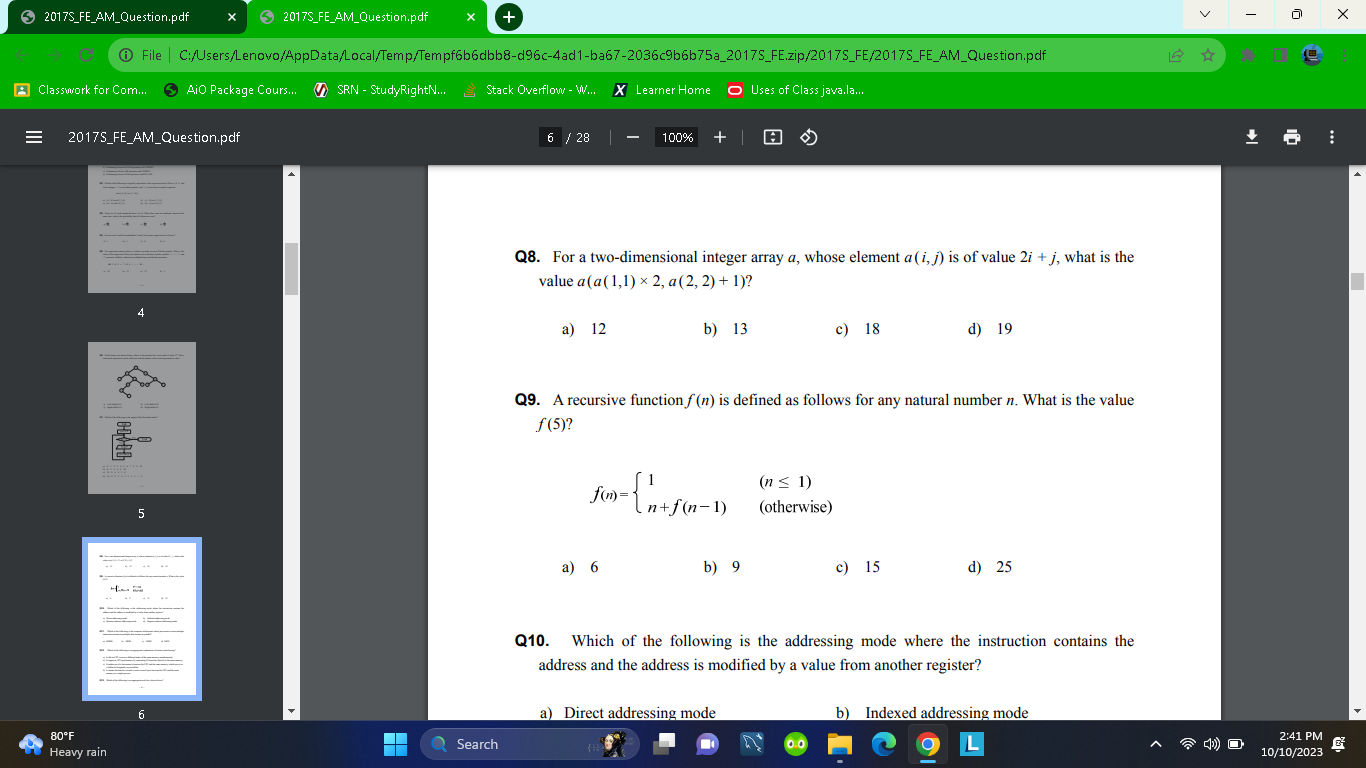 2017S_FE_AM_Question.pdf
2017S_FE_AM_Question.pdf
File C:/Users/Lenovo/AppData/Local/Temp/Tempf6b6dbb8-d96c-4ad1-ba67-2036c9b6b75a_2017S_FE.zip/2017S_FE/2017S_FE_AM_Question.pdf
Classwork for Com... AiO Package Cours... SRN - StudyRightN... Stack Overflow - W... Learner Home Uses of Class java.la...
2017S_FE_AM_Question.pdf 6 / 28 100%
4
5
6
Q8. For a two-dimensional integer array a, whose element a(i, j) is of value 2i + j, what is the
value a(a(1,1) × 2, a(2, 2) + 1)?
a) 12 b) 13 c) 18 d) 19
Q9. A recursive function f (n) is defined as follows for any natural number n. What is the value
f (5)?
f(n) = { 1 (n ≤ 1)
n + f (n − 1) (otherwise)
a) 6 b) 9 c) 15 d) 25
Q10. Which of the following is the addressing mode where the instruction contains the
address and the address is modified by a value from another register?
a) Direct addressing mode b) Indexed addressing mode
80°F
Heavy rain
Search
L
2:41 PM
10/10/2023